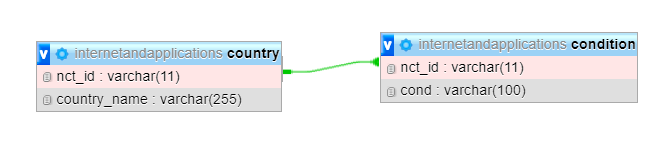 v internetandapplications country
nct_id : varchar(11)
country_name : varchar(255)
v internetandapplications condition
nct_id : varchar(11)
cond : varchar(100)